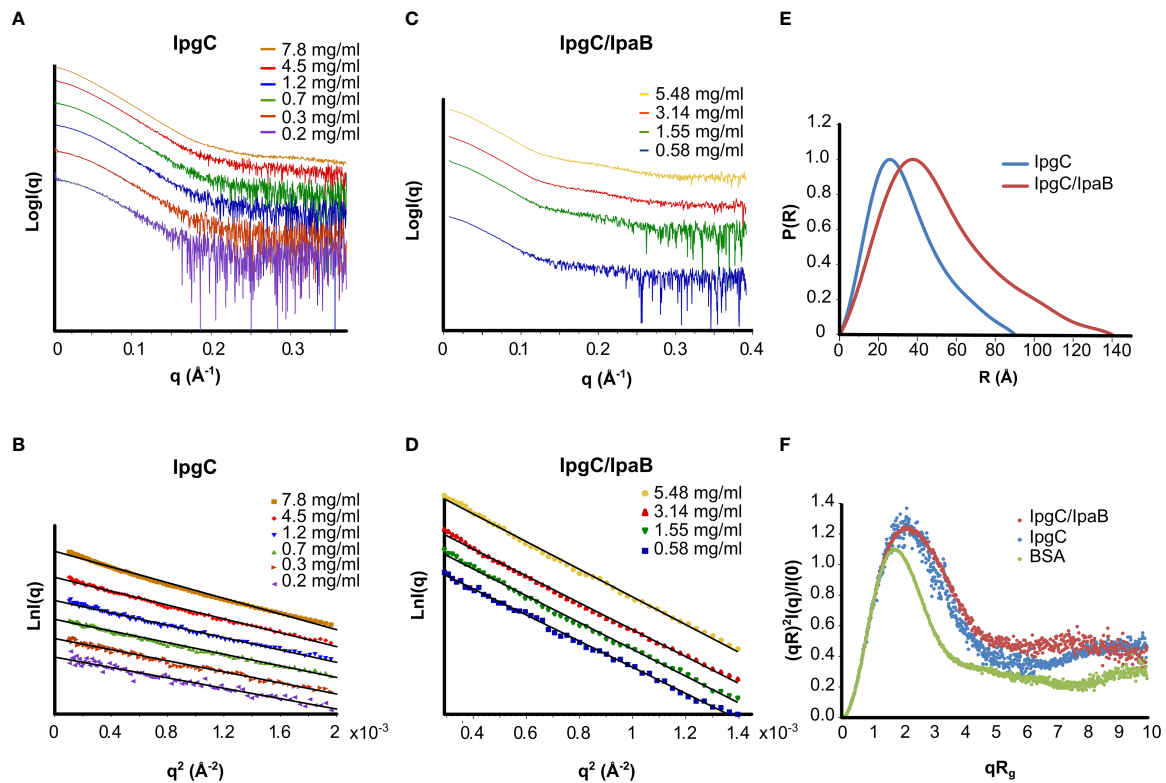 A
IpgC
7.8 mg/ml
4.5 mg/ml
1.2 mg/ml
0.7 mg/ml
0.3 mg/ml
0.2 mg/ml
LogI(q)
0 0.1 0.2 0.3
q (Å-1)
C
IpgC/IpaB
5.48 mg/ml
3.14 mg/ml
1.55 mg/ml
0.58 mg/ml
LogI(q)
0 0.1 0.2 0.3 0.4
q (Å-1)
E
1.2
1.0
0.8
0.6
0.4
0.2
0
P(R)
IpgC
IpgC/IpaB
0 20 40 60 80 100 120 140
R (Å)
B
IpgC
7.8 mg/ml
4.5 mg/ml
1.2 mg/ml
0.7 mg/ml
0.3 mg/ml
0.2 mg/ml
LnI(q)
0 0.4 0.8 1.2 1.6 2 x10-3
q2 (Å-2)
D
IpgC/IpaB
5.48 mg/ml
3.14 mg/ml
1.55 mg/ml
0.58 mg/ml
LnI(q)
0.4 0.6 0.8 1 1.2 1.4 x10-3
q2 (Å-2)
F
1.4
1.2
1.0
0.8
0.6
0.4
0.2
0.0
(qR)2I(q)/I(0)
IpgC/IpaB
IpgC
BSA
0 1 2 3 4 5 6 7 8 9 10
qRg